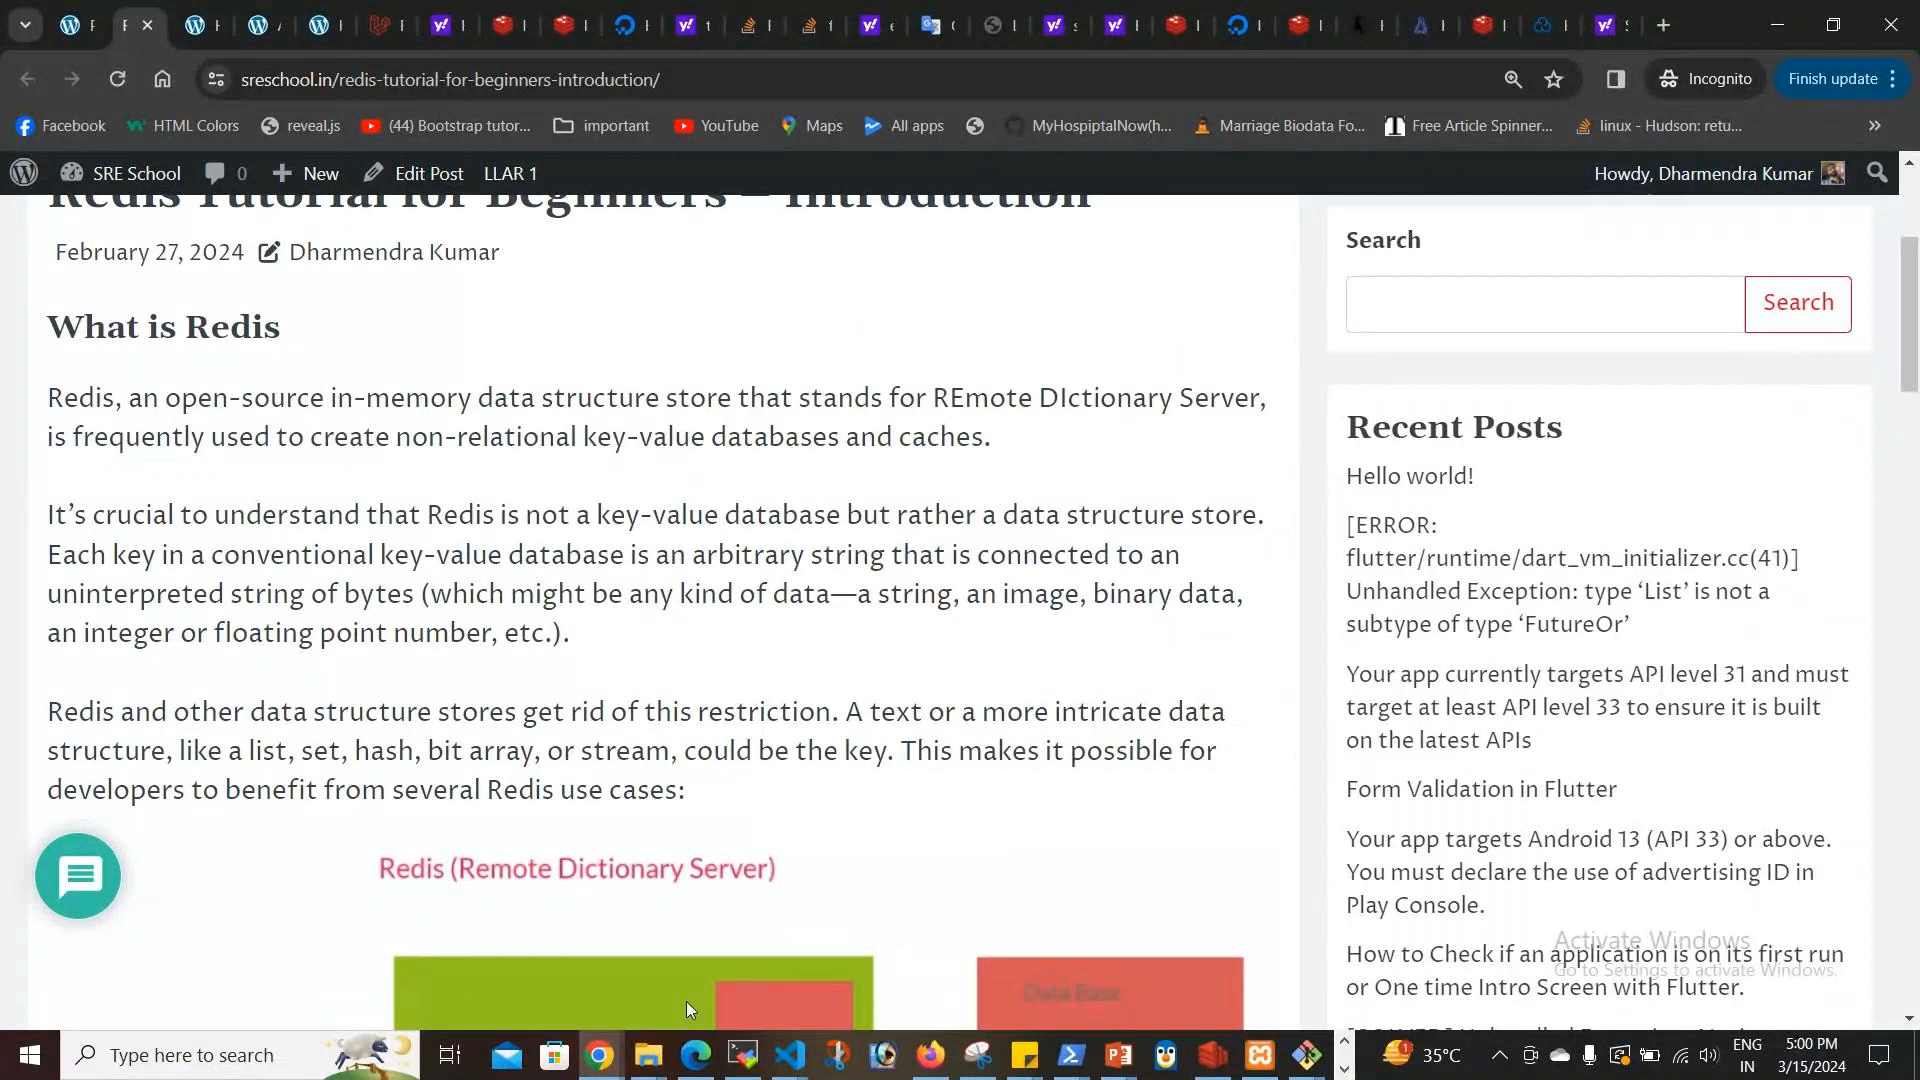 sreschool.in/redis-tutorial-for-beginners-introduction/
Incognito
Finish update
Facebook
HTML Colors
reveal.js
(44) Bootstrap tutor...
important
YouTube
Maps
All apps
MyHospiptalNow(h...
Marriage Biodata Fo...
Free Article Spinner...
linux - Hudson: retu...
»
SRE School
0
New
Edit Post
LLAR 1
Howdy, Dharmendra Kumar
Redis Tutorial for Beginners – Introduction
February 27, 2024
Dharmendra Kumar
What is Redis
Redis, an open-source in-memory data structure store that stands for REmote DIctionary Server,
is frequently used to create non-relational key-value databases and caches.
It’s crucial to understand that Redis is not a key-value database but rather a data structure store.
Each key in a conventional key-value database is an arbitrary string that is connected to an
uninterpreted string of bytes (which might be any kind of data—a string, an image, binary data,
an integer or floating point number, etc.).
Redis and other data structure stores get rid of this restriction. A text or a more intricate data
structure, like a list, set, hash, bit array, or stream, could be the key. This makes it possible for
developers to benefit from several Redis use cases:
Redis (Remote Dictionary Server)
Data Base
Search
Search
Recent Posts
Hello world!
[ERROR:
flutter/runtime/dart_vm_initializer.cc(41)]
Unhandled Exception: type ‘List’ is not a
subtype of type ‘FutureOr’
Your app currently targets API level 31 and must
target at least API level 33 to ensure it is built
on the latest APIs
Form Validation in Flutter
Your app targets Android 13 (API 33) or above.
You must declare the use of advertising ID in
Play Console.
How to Check if an application is on its first run
or One time Intro Screen with Flutter.
Activate Windows
Go to Settings to activate Windows.
Type here to search
1
35°C
ENG
IN
5:00 PM
3/15/2024